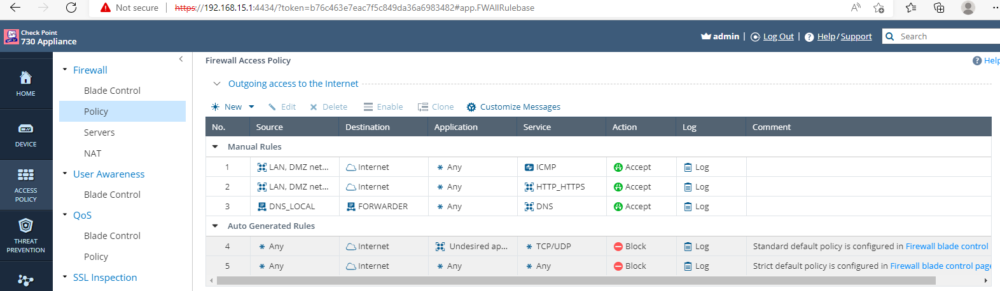 Not secure https://192.168.15.1:4434/?token=b76c463e7eac7f5c849da36a6983482#app.FWAllRulebase
Check Point
730 Appliance
admin | Log Out | Help / Support Search
HOME
DEVICE
ACCESS
POLICY
THREAT
PREVENTION
Firewall
Blade Control
Policy
Servers
NAT
User Awareness
Blade Control
QoS
Blade Control
Policy
SSL Inspection
Firewall Access Policy Help
Outgoing access to the Internet
New Edit Delete Enable Clone Customize Messages
No. Source Destination Application Service Action Log Comment
Manual Rules
1 LAN, DMZ net... Internet * Any ICMP Accept Log
2 LAN, DMZ net... Internet * Any HTTP_HTTPS Accept Log
3 DNS_LOCAL FORWARDER * Any DNS Accept Log
Auto Generated Rules
4 * Any Internet Undesired ap... * TCP/UDP Block Log Standard default policy is configured in Firewall blade control
5 * Any Internet * Any * Any Block Log Strict default policy is configured in Firewall blade control page